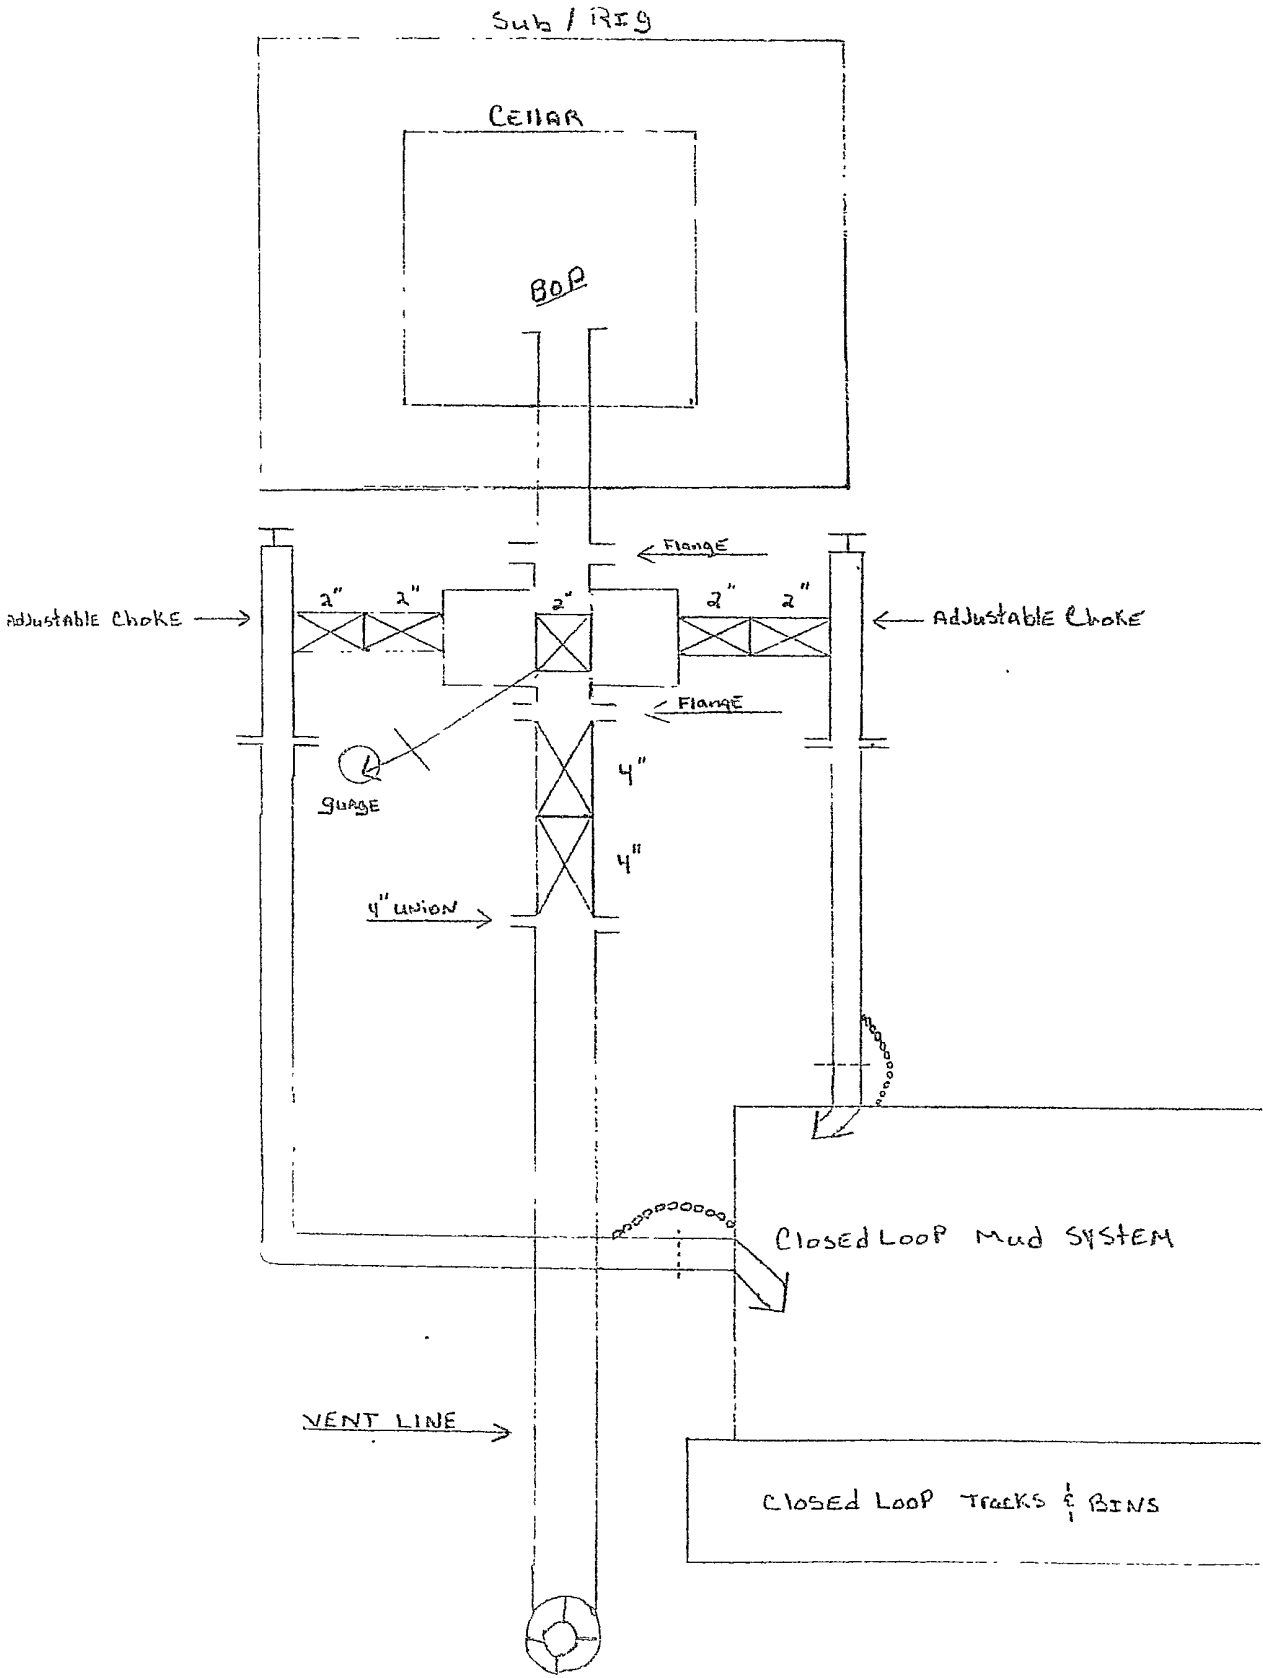 Sub / RIg
CEllAR
BOP
FlangE
2" 2" 2" 2" 2"
AdJustAblE ChoKE
AdJustAblE ChoKE
FlangE
4"
guAgE
4"
4" UNiON
ClosEd LOOP Mud SYStEM
VENT LINE
ClOSEd LOOP TracKS & BINS